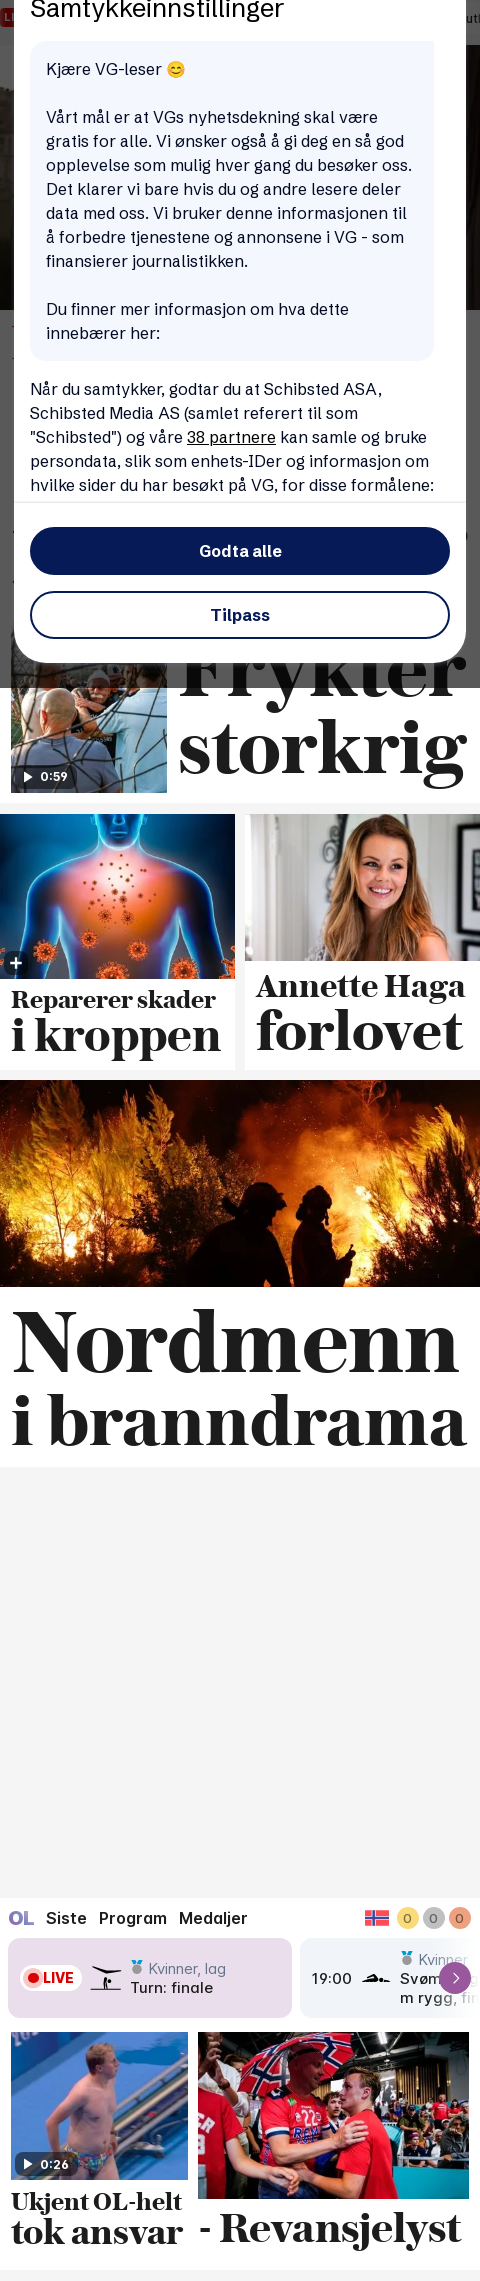 Samtykkeinnstillinger
Kjære VG-leser 😊
Vårt mål er at VGs nyhetsdekning skal være
gratis for alle. Vi ønsker også å gi deg en så god
opplevelse som mulig hver gang du besøker oss.
Det klarer vi bare hvis du og andre lesere deler
data med oss. Vi bruker denne informasjonen til
å forbedre tjenestene og annonsene i VG - som
finansierer journalistikken.
Du finner mer informasjon om hva dette
innebærer her:
Når du samtykker, godtar du at Schibsted ASA,
Schibsted Media AS (samlet referert til som
"Schibsted") og våre 38 partnere kan samle og bruke
persondata, slik som enhets-IDer og informasjon om
hvilke sider du har besøkt på VG, for disse formålene:
Godta alle
Tilpass
Frykter
storkrig
0:59
Reparerer skader
i kroppen
Annette Haga
forlovet
Nordmenn
i branndrama
OL Siste Program Medaljer 0 0 0
LIVE
Kvinner, lag
Turn: finale
19:00
Kvinner
m rygg,
0:26
Ukjent OL-helt
tok ansvar
- Revansjelyst